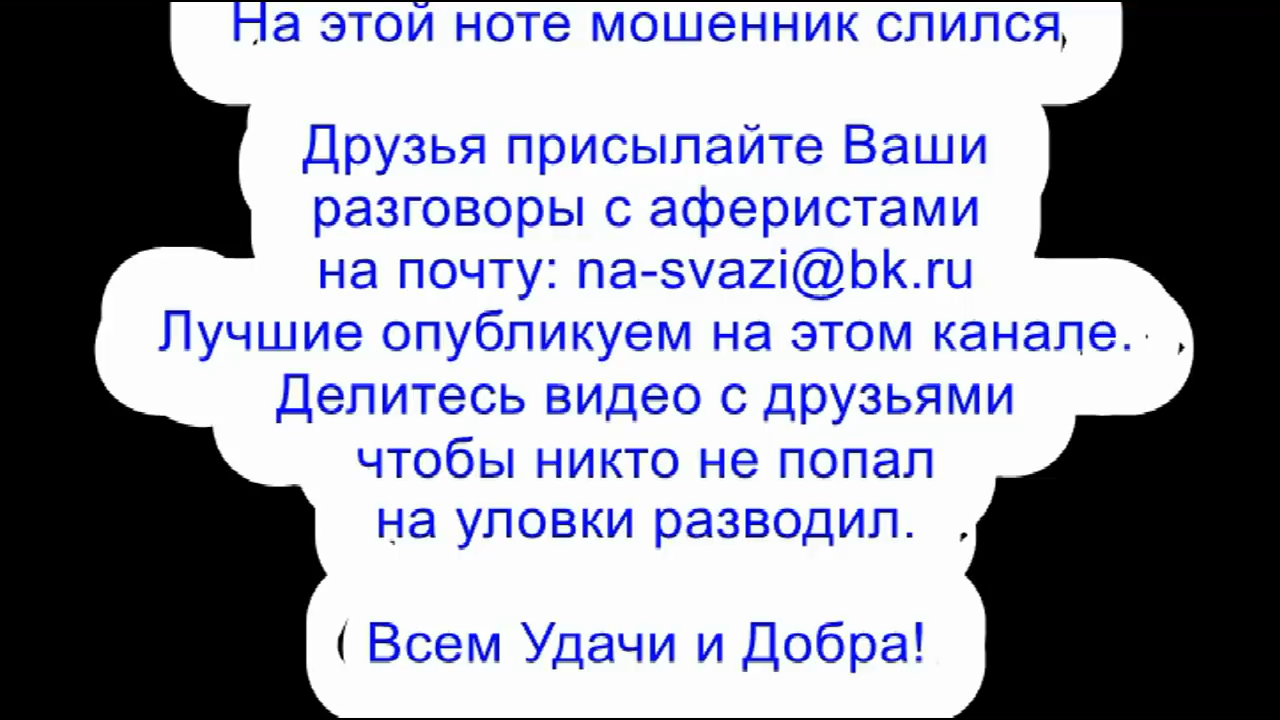 На этой ноте мошенник слился
Друзья присылайте Ваши
разговоры с аферистами
на почту: na-svazi@bk.ru
Лучшие опубликуем на этом канале.
Делитесь видео с друзьями
чтобы никто не попал
на уловки разводил.
Всем Удачи и Добра!